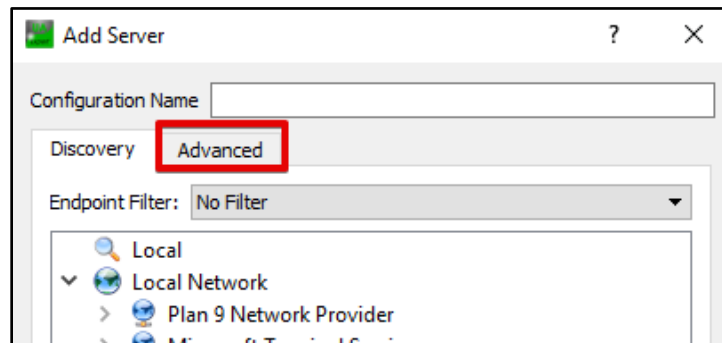 Add Server
?
Configuration Name
Discovery
Advanced
Endpoint Filter: No Filter
Local
Local Network
Plan 9 Network Provider